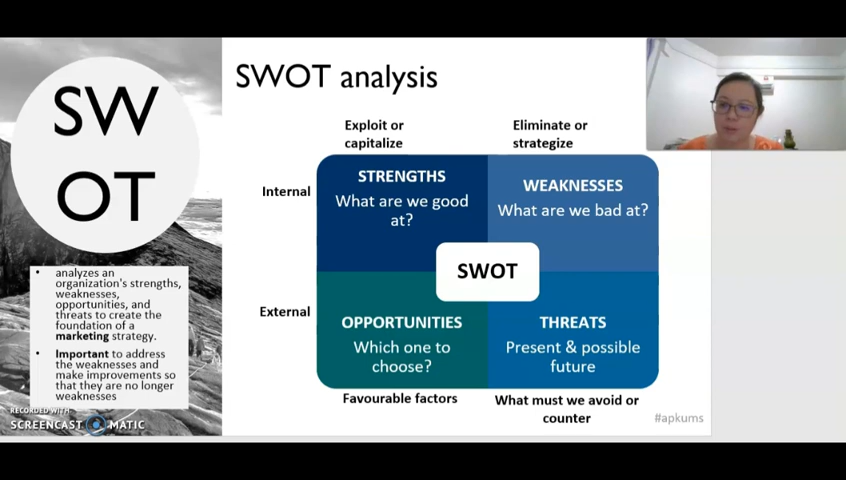 SW
OT
• analyzes an
organization's strengths,
weaknesses,
opportunities, and
threats to create the
foundation of a
marketing strategy.
• Important to address
the weaknesses and
make improvements so
that they are no longer
weaknesses
RECORDED WITH
SCREENCAST MATIC
SWOT analysis
Exploit or
capitalize
Eliminate or
strategize
Internal
STRENGTHS
What are we good
at?
WEAKNESSES
What are we bad at?
SWOT
External
OPPORTUNITIES
Which one to
choose?
THREATS
Present & possible
future
Favourable factors
What must we avoid or
counter
#apkums